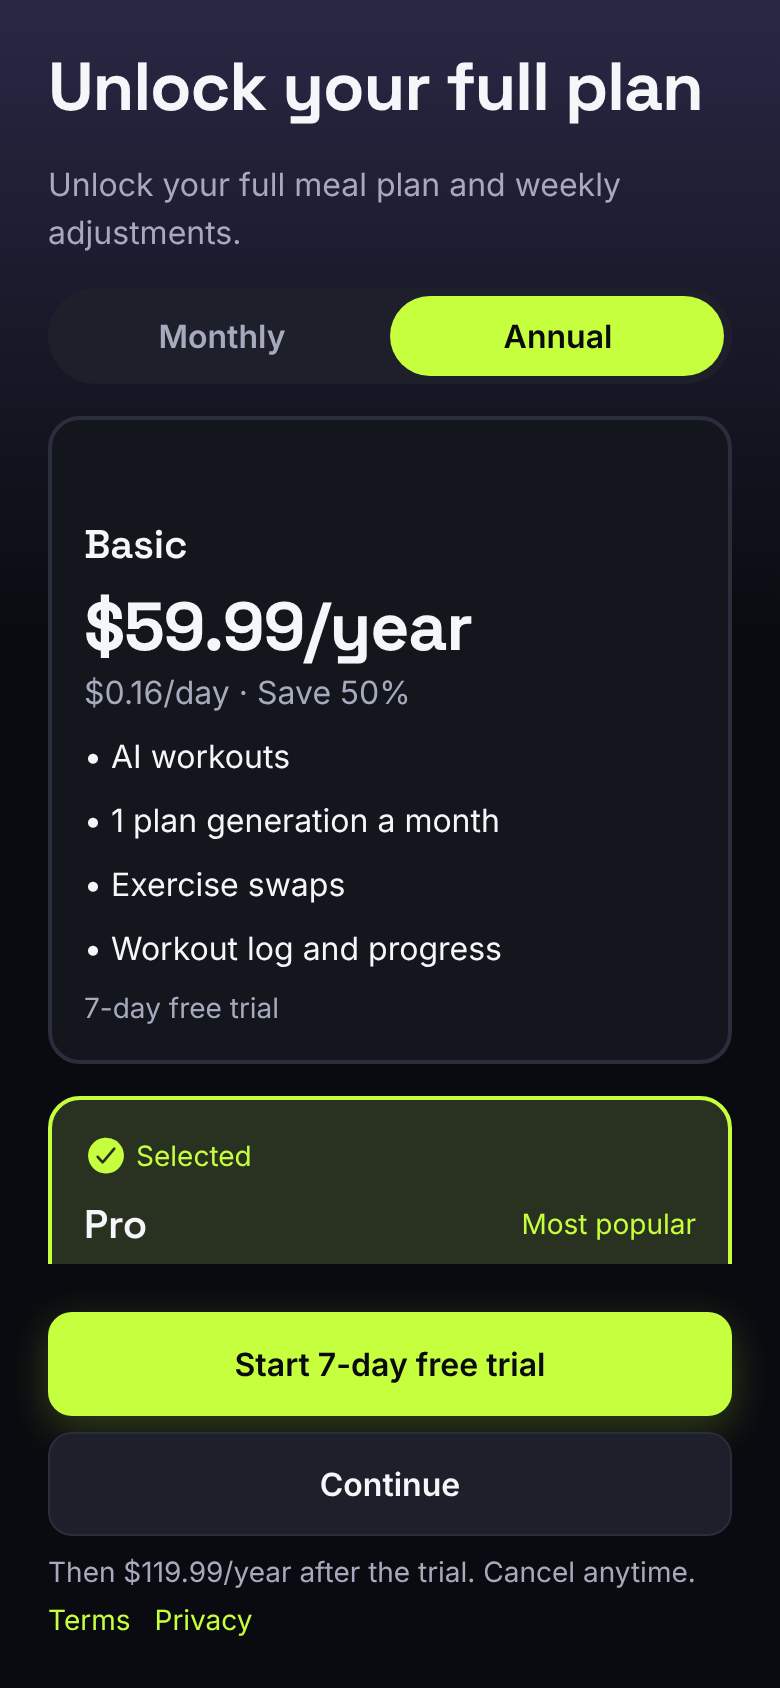 Unlock your full plan
Unlock your full meal plan and weekly
adjustments.
Monthly
Annual
Basic
$59.99/year
$0.16/day · Save 50%
• AI workouts
• 1 plan generation a month
• Exercise swaps
• Workout log and progress
7-day free trial
Selected
Pro
Most popular
Start 7-day free trial
Continue
Then $119.99/year after the trial. Cancel anytime.
Terms Privacy